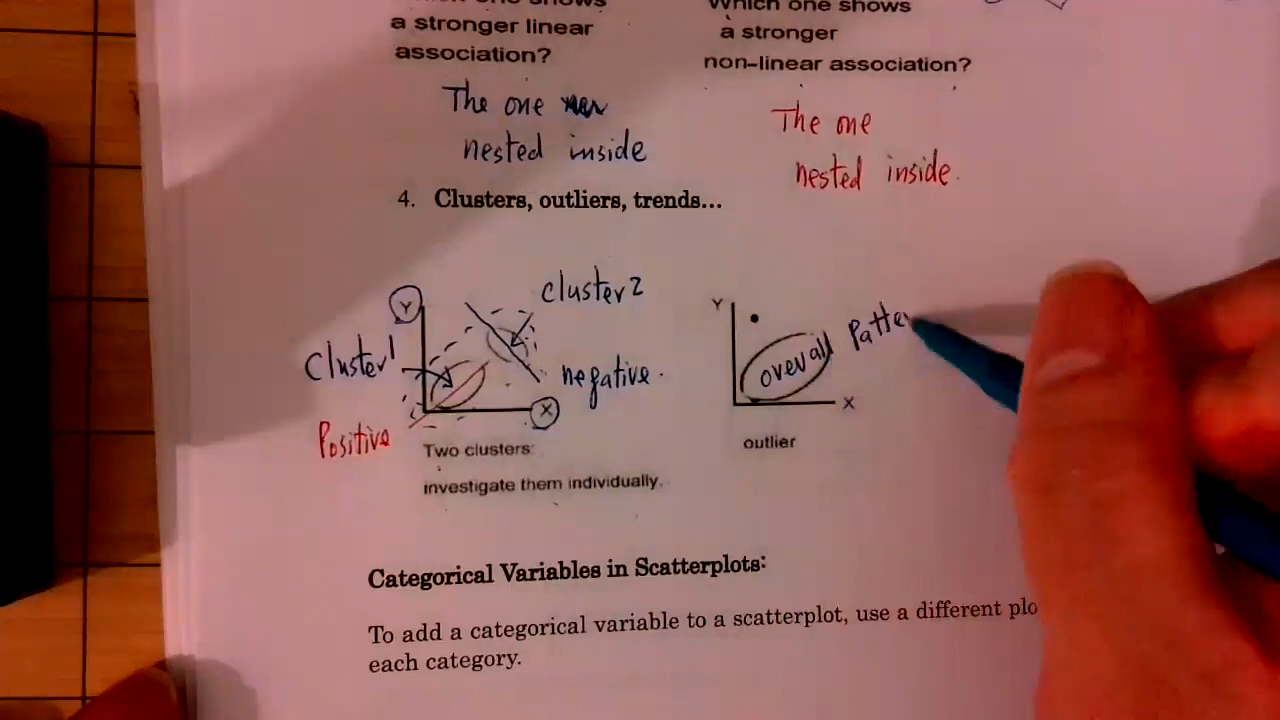 a stronger linear
association?
Which one shows
a stronger
non-linear association?
The one
nested inside
The one
nested inside.
4. Clusters, outliers, trends...
cluster 2
Y
Cluster 1
negative.
X
Positive
Two clusters:
investigate them individually.
Y
overall Patte
X
outlier
Categorical Variables in Scatterplots:
To add a categorical variable to a scatterplot, use a different plo
each category.